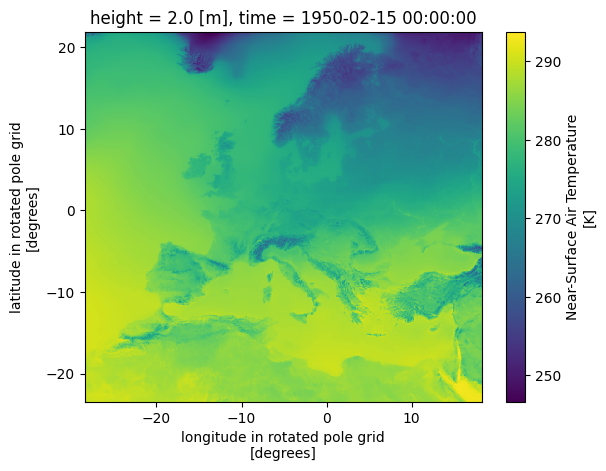 height = 2.0 [m], time = 1950-02-15 00:00:00
20
10
0
−10
−20
latitude in rotated pole grid
[degrees]
−20
−10
0
10
longitude in rotated pole grid
[degrees]
290
280
270
260
250
Near-Surface Air Temperature
[K]